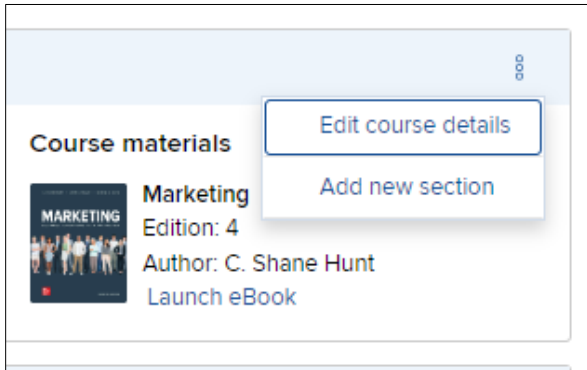 Edit course details
Course materials
Add new section
Marketing
MARKETING
Edition: 4
Author: C. Shane Hunt
Launch eBook